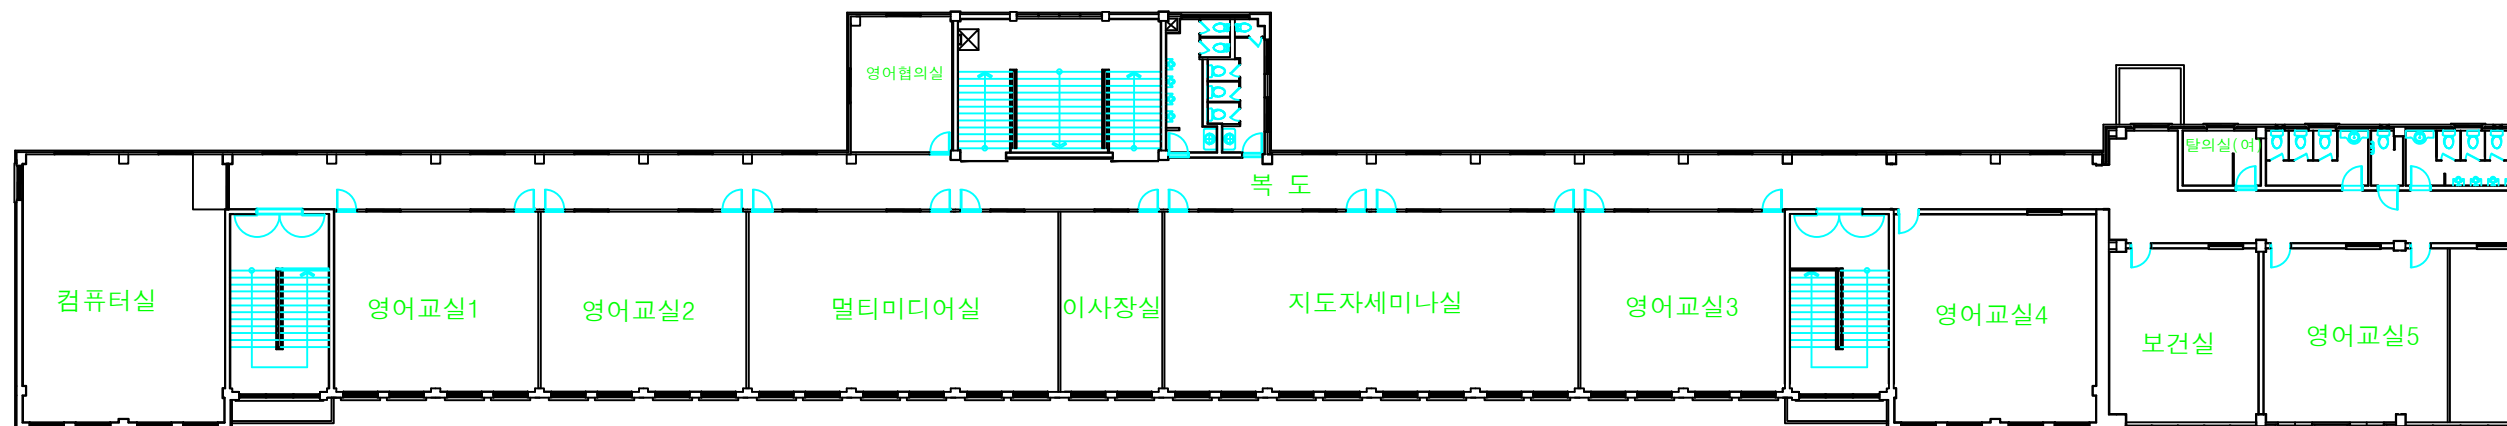 영어협의실
탈의실(여)
복 도
컴퓨터실
영어교실1
영어교실2
멀티미디어실
이사장실
지도자세미나실
영어교실3
영어교실4
보건실
영어교실5